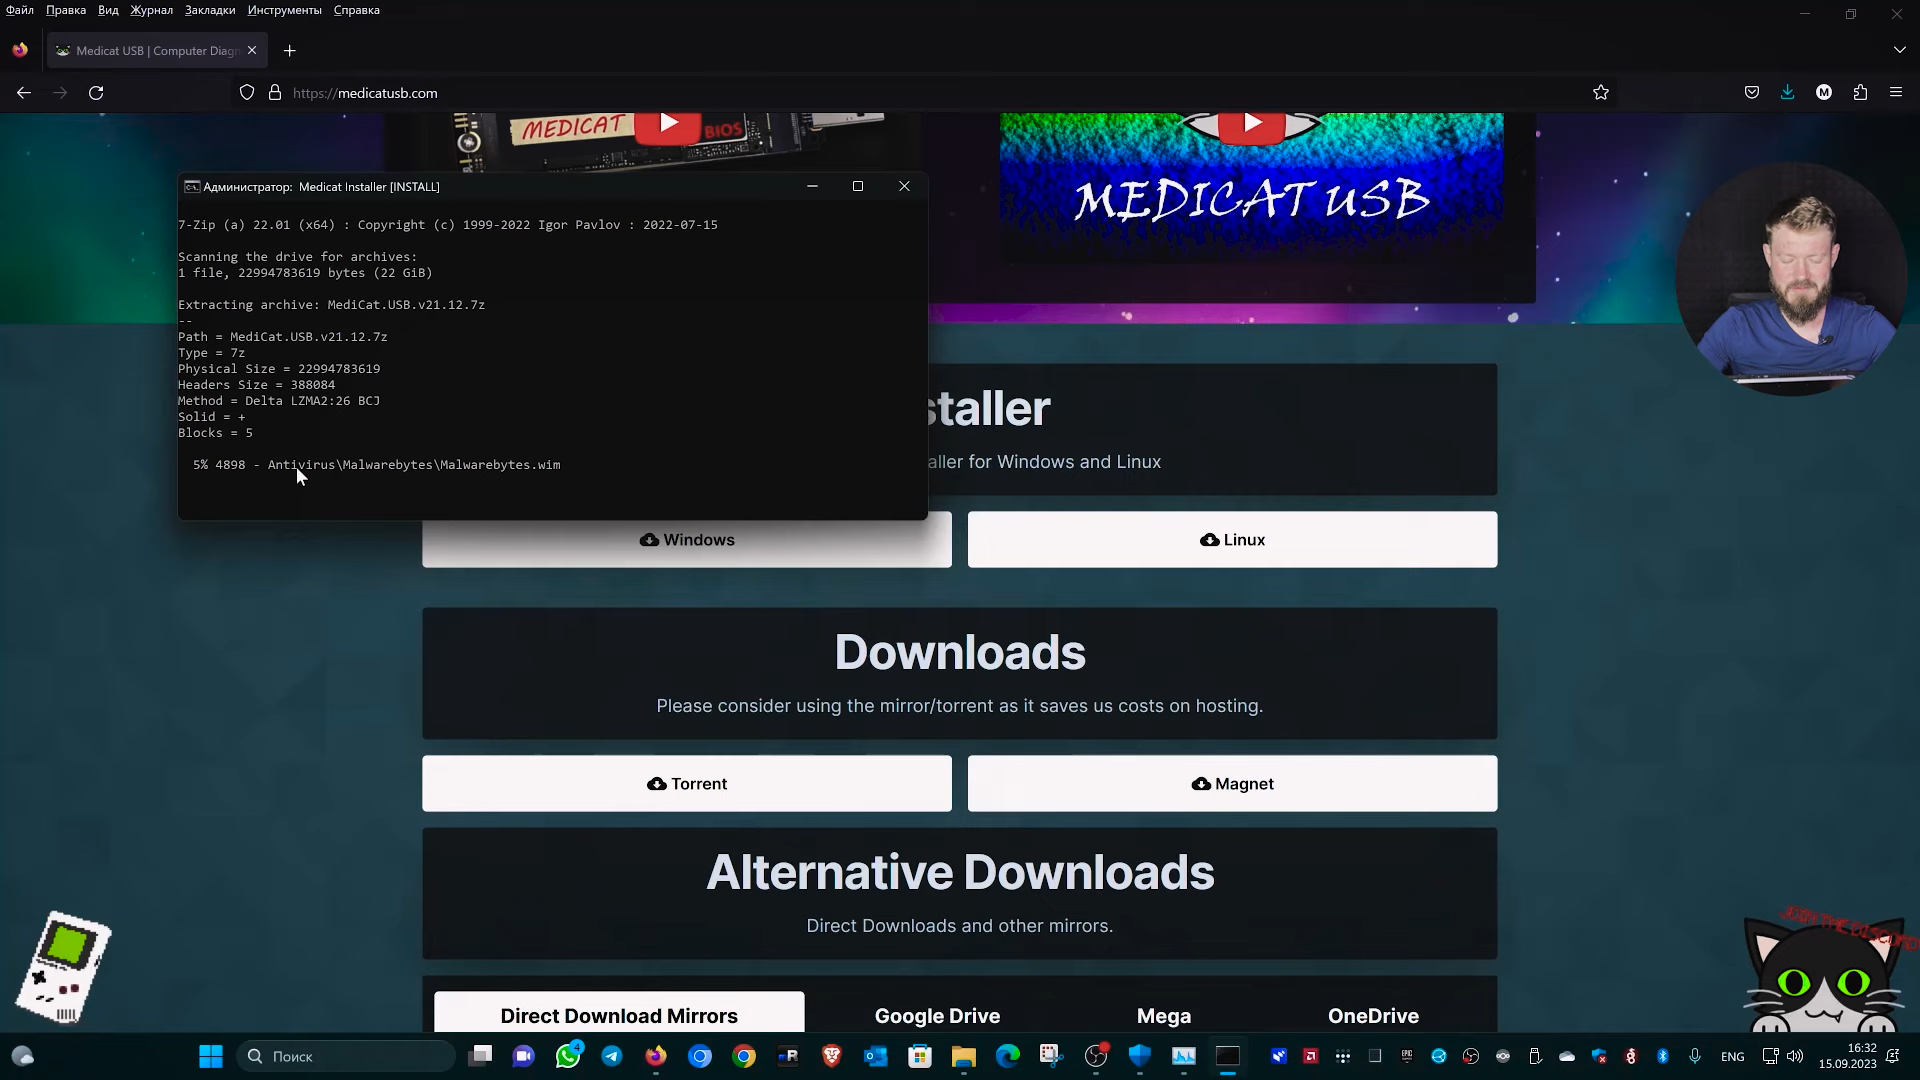 Файл Правка Вид Журнал Закладки Инструменты Справка
Medicat USB | Computer Diagn
https://medicatusb.com
MEDICAT BIOS
MEDICAT USB
Администратор: Medicat Installer [INSTALL]
7-Zip (a) 22.01 (x64) : Copyright (c) 1999-2022 Igor Pavlov : 2022-07-15
Scanning the drive for archives:
1 file, 22994783619 bytes (22 GiB)
Extracting archive: MediCat.USB.v21.12.7z
--
Path = MediCat.USB.v21.12.7z
Type = 7z
Physical Size = 22994783619
Headers Size = 388084
Method = Delta LZMA2:26 BCJ
Solid = +
Blocks = 5
5% 4898 - Antivirus\Malwarebytes\Malwarebytes.wim
staller
aller for Windows and Linux
Windows
Linux
Downloads
Please consider using the mirror/torrent as it saves us costs on hosting.
Torrent
Magnet
Alternative Downloads
Direct Downloads and other mirrors.
JOIN THE DISCORD
Direct Download Mirrors
Google Drive
Mega
OneDrive
Поиск
4
ENG
16:32
15.09.2023